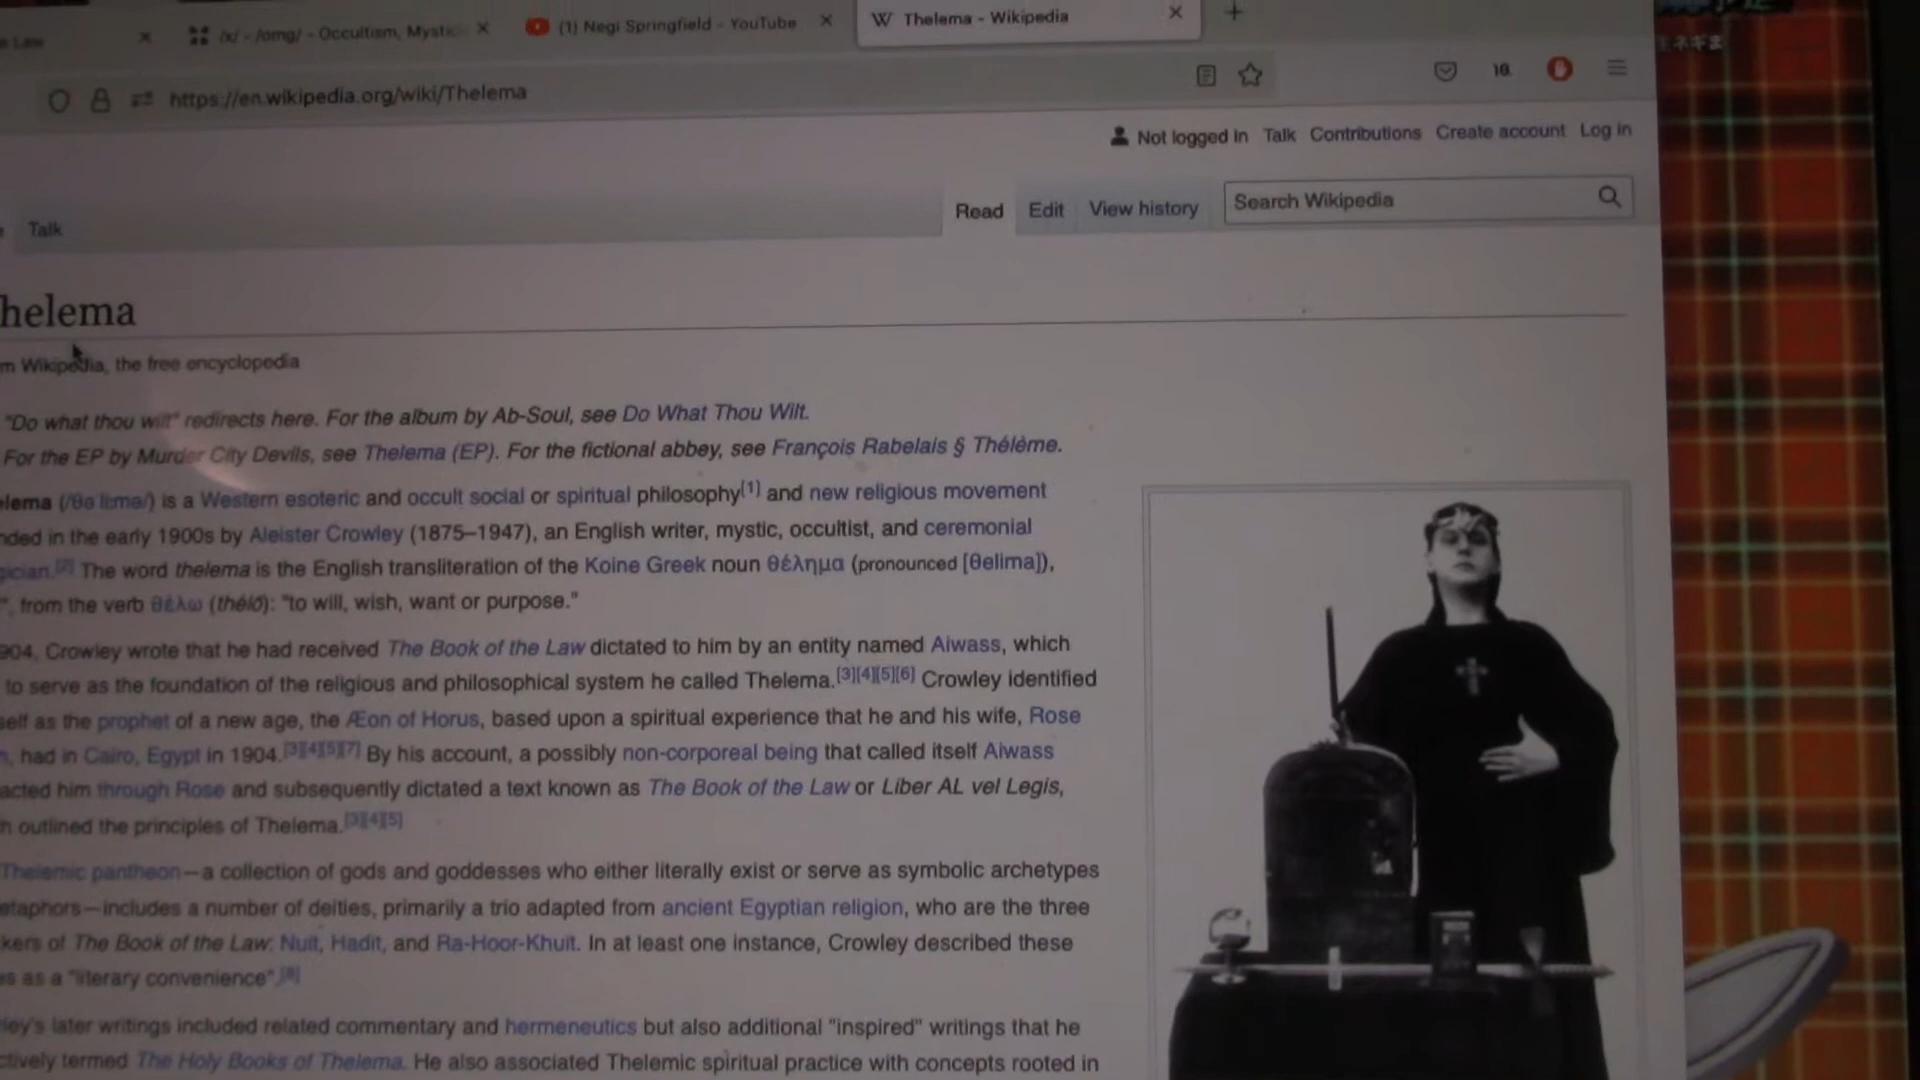 Law
/x/ - /omg/ - Occultism, Mystic
(1) Negi Springfield - YouTube
W Thelema - Wikipedia
https://en.wikipedia.org/wiki/Thelema
ネギま
Not logged in Talk Contributions Create account Log in
Talk
Read Edit View history Search Wikipedia
helema
m Wikipedia, the free encyclopedia
"Do what thou wilt" redirects here. For the album by Ab-Soul, see Do What Thou Wilt.
For the EP by Murder City Devils, see Thelema (EP). For the fictional abbey, see François Rabelais § Thélème.
elema (/θəˈliːmə/) is a Western esoteric and occult social or spiritual philosophy[1] and new religious movement
nded in the early 1900s by Aleister Crowley (1875–1947), an English writer, mystic, occultist, and ceremonial
gician.[2] The word thelema is the English transliteration of the Koine Greek noun θέλημα (pronounced [θelima]),
", from the verb θέλω (thélō): "to will, wish, want or purpose."
904, Crowley wrote that he had received The Book of the Law dictated to him by an entity named Aiwass, which
to serve as the foundation of the religious and philosophical system he called Thelema.[3][4][5][6] Crowley identified
self as the prophet of a new age, the Æon of Horus, based upon a spiritual experience that he and his wife, Rose
, had in Cairo, Egypt in 1904.[3][4][5][7] By his account, a possibly non-corporeal being that called itself Aiwass
acted him through Rose and subsequently dictated a text known as The Book of the Law or Liber AL vel Legis,
h outlined the principles of Thelema.[3][4][5]
Thelemic pantheon—a collection of gods and goddesses who either literally exist or serve as symbolic archetypes
etaphors—includes a number of deities, primarily a trio adapted from ancient Egyptian religion, who are the three
kers of The Book of the Law: Nuit, Hadit, and Ra-Hoor-Khuit. In at least one instance, Crowley described these
es as a "literary convenience".[8]
ley's later writings included related commentary and hermeneutics but also additional "inspired" writings that he
ctively termed The Holy Books of Thelema. He also associated Thelemic spiritual practice with concepts rooted in